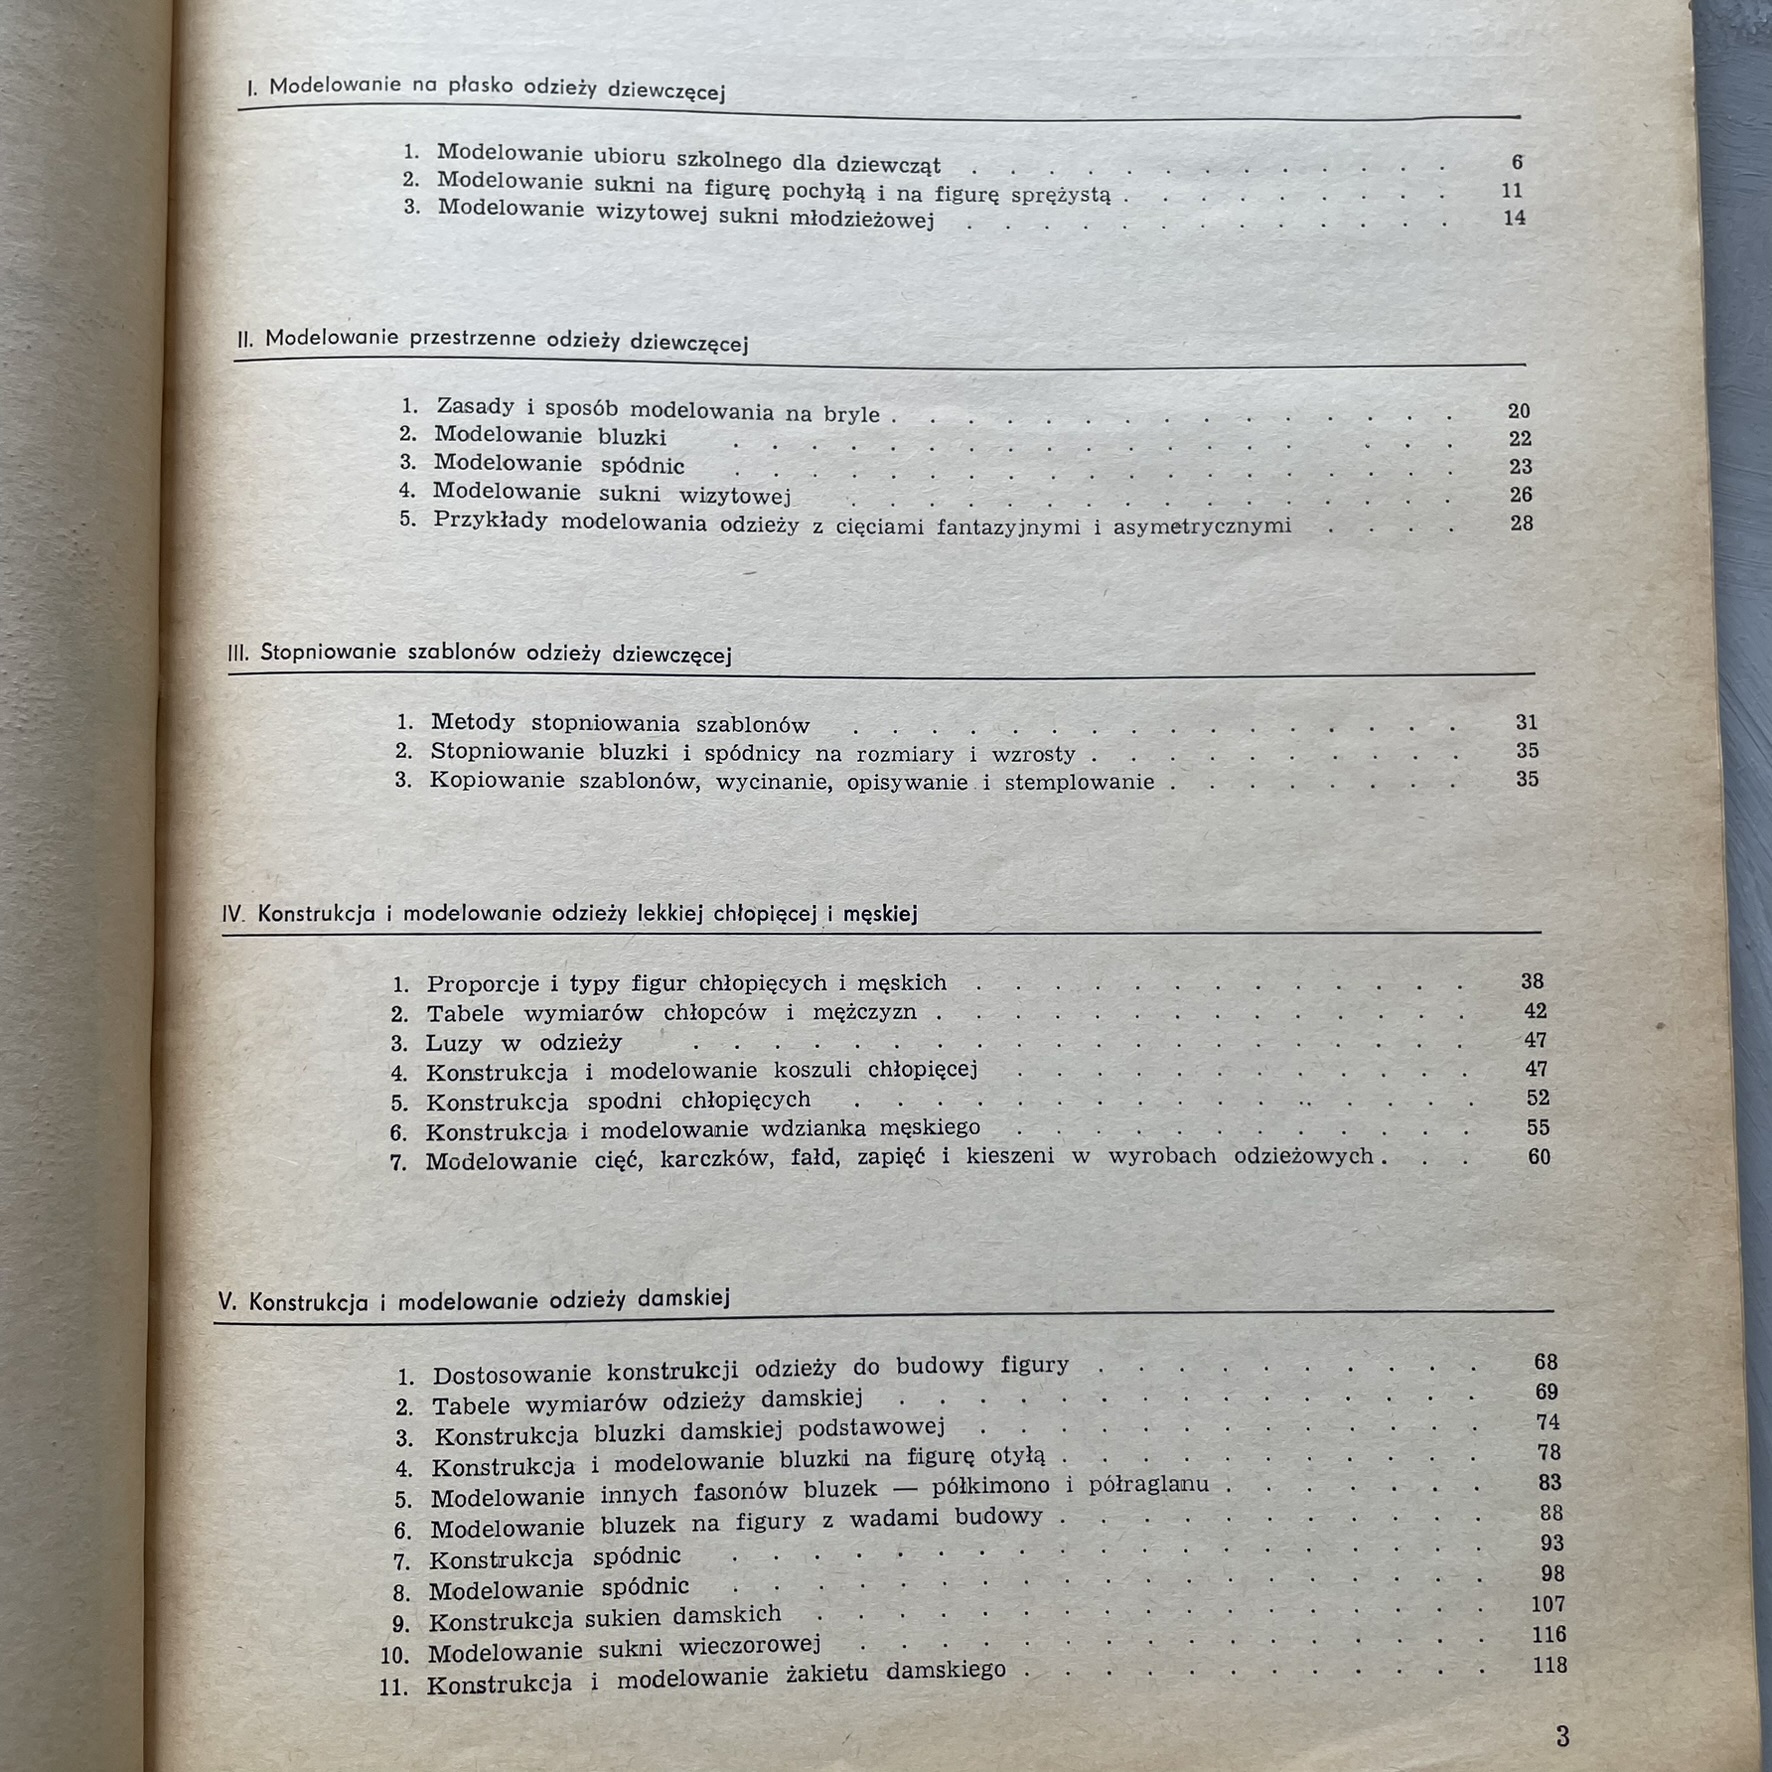 I. Modelowanie na płasko odzieży dziewczęcej
1. Modelowanie ubioru szkolnego dla dziewcząt . . . . . . . . . . . . . 6
2. Modelowanie sukni na figurę pochyłą i na figurę sprężystą . . . . . . . . . 11
3. Modelowanie wizytowej sukni młodzieżowej . . . . . . . . . . . . . 14
II. Modelowanie przestrzenne odzieży dziewczęcej
1. Zasady i sposób modelowania na bryle . . . . . . . . . . . . . . . 20
2. Modelowanie bluzki . . . . . . . . . . . . . . . . . . . 22
3. Modelowanie spódnic . . . . . . . . . . . . . . . . . . . 23
4. Modelowanie sukni wizytowej . . . . . . . . . . . . . . . . 26
5. Przykłady modelowania odzieży z cięciami fantazyjnymi i asymetrycznymi . . . . 28
III. Stopniowanie szablonów odzieży dziewczęcej
1. Metody stopniowania szablonów . . . . . . . . . . . . . . . . 31
2. Stopniowanie bluzki i spódnicy na rozmiary i wzrosty . . . . . . . . . . 35
3. Kopiowanie szablonów, wycinanie, opisywanie i stemplowanie . . . . . . . . 35
IV. Konstrukcja i modelowanie odzieży lekkiej chłopięcej i męskiej
1. Proporcje i typy figur chłopięcych i męskich . . . . . . . . . . . . . 38
2. Tabele wymiarów chłopców i mężczyzn . . . . . . . . . . . . . . 42
3. Luzy w odzieży . . . . . . . . . . . . . . . . . . . . 47
4. Konstrukcja i modelowanie koszuli chłopięcej . . . . . . . . . . . . 47
5. Konstrukcja spodni chłopięcych . . . . . . . . . . . . . . . . 52
6. Konstrukcja i modelowanie wdzianka męskiego . . . . . . . . . . . . 55
7. Modelowanie cięć, karczków, fałd, zapięć i kieszeni w wyrobach odzieżowych . . . 60
V. Konstrukcja i modelowanie odzieży damskiej
1. Dostosowanie konstrukcji odzieży do budowy figury . . . . . . . . . . 68
2. Tabele wymiarów odzieży damskiej . . . . . . . . . . . . . . . 69
3. Konstrukcja bluzki damskiej podstawowej . . . . . . . . . . . . . 74
4. Konstrukcja i modelowanie bluzki na figurę otyłą . . . . . . . . . . . 78
5. Modelowanie innych fasonów bluzek — półkimono i półraglanu . . . . . . . 83
6. Modelowanie bluzek na figury z wadami budowy . . . . . . . . . . . 88
7. Konstrukcja spódnic . . . . . . . . . . . . . . . . . . . 93
8. Modelowanie spódnic . . . . . . . . . . . . . . . . . . . 98
9. Konstrukcja sukien damskich . . . . . . . . . . . . . . . . . 107
10. Modelowanie sukni wieczorowej . . . . . . . . . . . . . . . . 116
11. Konstrukcja i modelowanie żakietu damskiego . . . . . . . . . . . . 118
3